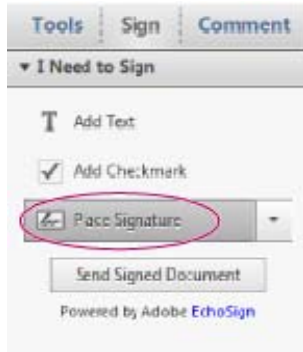 Tools Sign Comment
I Need to Sign
T Add Text
Add Checkmark
Place Signature
Send Signed Document
Powered by Adobe EchoSign